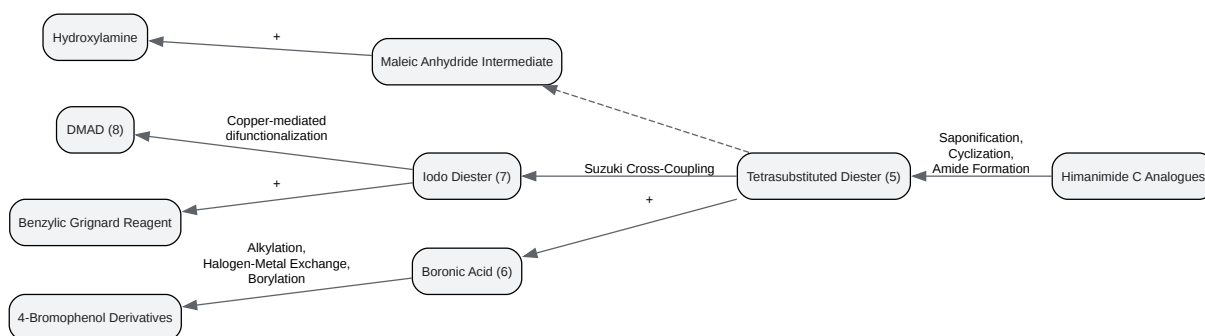 Hydroxylamine
+
Maleic Anhydride Intermediate
DMAD (8)
Copper-mediated
difunctionalization
Iodo Diester (7)
+
Benzylic Grignard Reagent
Suzuki Cross-Coupling
Tetrasubstituted Diester (5)
Saponification,
Cyclization,
Amide Formation
Himanimide C Analogues
+
Alkylation,
Halogen-Metal Exchange,
Borylation
Boronic Acid (6)
4-Bromophenol Derivatives